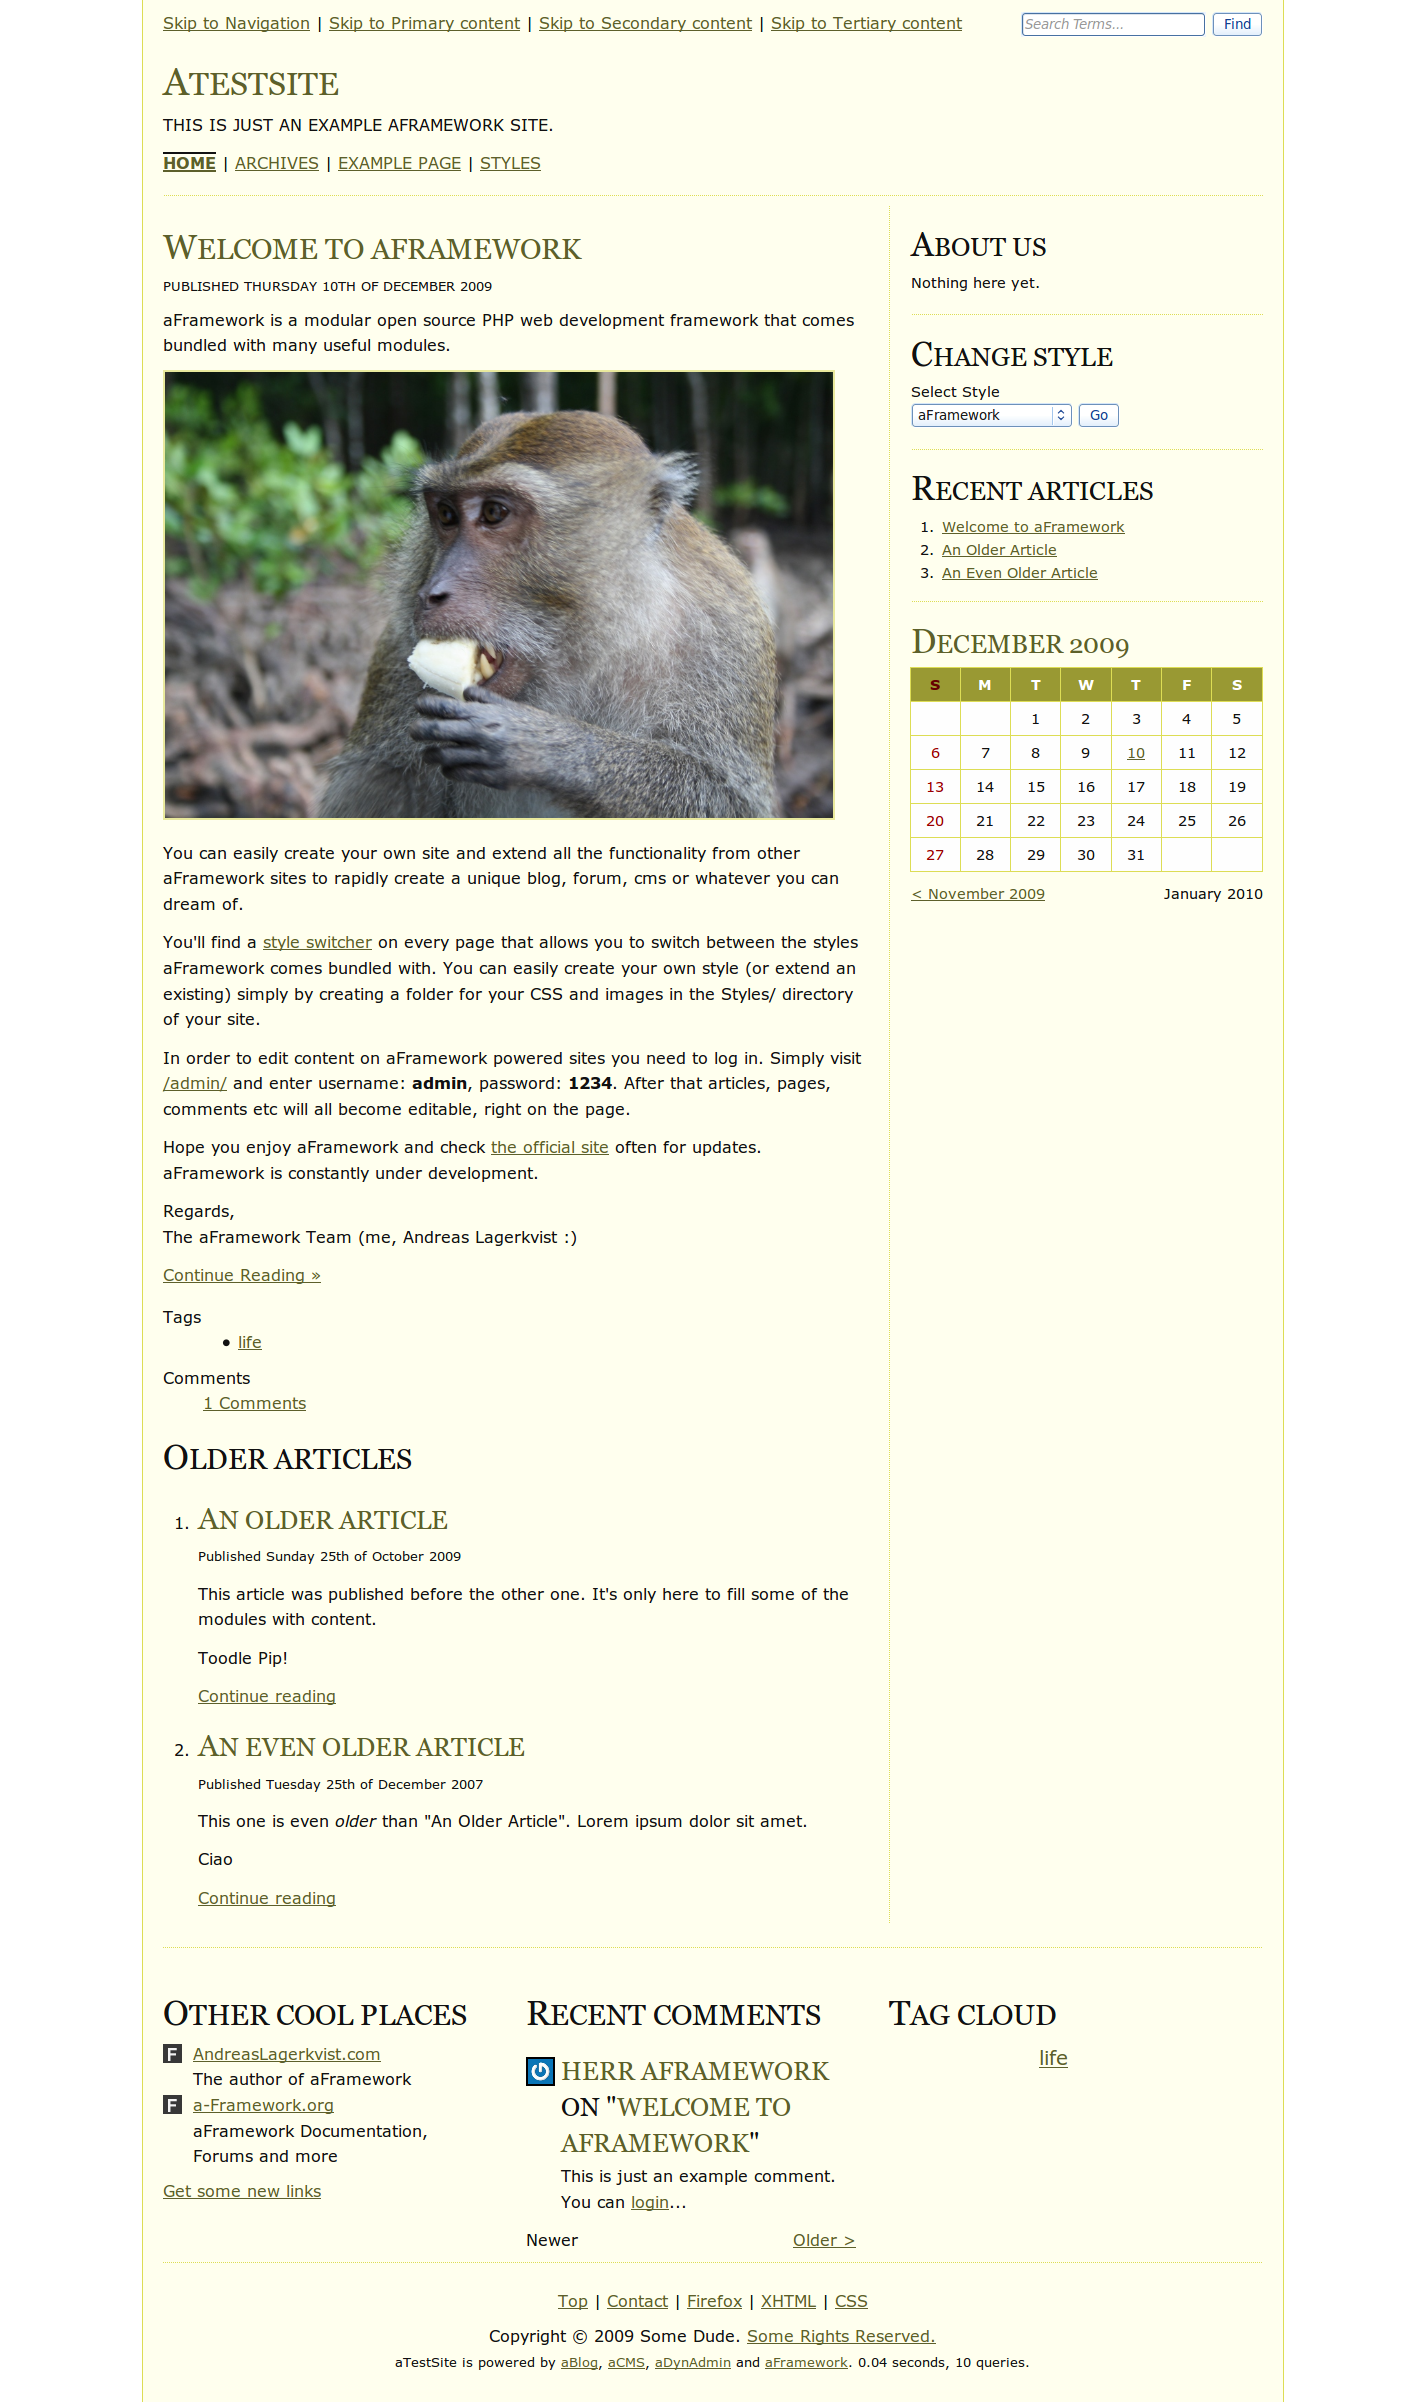 Skip to Navigation | Skip to Primary content | Skip to Secondary content | Skip to Tertiary content
Search Terms... Find
ATESTSITE
THIS IS JUST AN EXAMPLE AFRAMEWORK SITE.
HOME | ARCHIVES | EXAMPLE PAGE | STYLES
WELCOME TO AFRAMEWORK
PUBLISHED THURSDAY 10TH OF DECEMBER 2009
aFramework is a modular open source PHP web development framework that comes
bundled with many useful modules.
You can easily create your own site and extend all the functionality from other
aFramework sites to rapidly create a unique blog, forum, cms or whatever you can
dream of.
You'll find a style switcher on every page that allows you to switch between the styles
aFramework comes bundled with. You can easily create your own style (or extend an
existing) simply by creating a folder for your CSS and images in the Styles/ directory
of your site.
In order to edit content on aFramework powered sites you need to log in. Simply visit
/admin/ and enter username: admin, password: 1234. After that articles, pages,
comments etc will all become editable, right on the page.
Hope you enjoy aFramework and check the official site often for updates.
aFramework is constantly under development.
Regards,
The aFramework Team (me, Andreas Lagerkvist :)
Continue Reading »
Tags
• life
Comments
1 Comments
OLDER ARTICLES
1. AN OLDER ARTICLE
Published Sunday 25th of October 2009
This article was published before the other one. It's only here to fill some of the
modules with content.
Toodle Pip!
Continue reading
2. AN EVEN OLDER ARTICLE
Published Tuesday 25th of December 2007
This one is even older than "An Older Article". Lorem ipsum dolor sit amet.
Ciao
Continue reading
ABOUT US
Nothing here yet.
CHANGE STYLE
Select Style
aFramework Go
RECENT ARTICLES
1. Welcome to aFramework
2. An Older Article
3. An Even Older Article
DECEMBER 2009
S M T W T F S
1 2 3 4 5
6 7 8 9 10 11 12
13 14 15 16 17 18 19
20 21 22 23 24 25 26
27 28 29 30 31
< November 2009 January 2010
OTHER COOL PLACES
F AndreasLagerkvist.com
The author of aFramework
F a-Framework.org
aFramework Documentation,
Forums and more
Get some new links
RECENT COMMENTS
HERR AFRAMEWORK
ON "WELCOME TO
AFRAMEWORK"
This is just an example comment.
You can login...
Newer Older >
TAG CLOUD
life
Top | Contact | Firefox | XHTML | CSS
Copyright © 2009 Some Dude. Some Rights Reserved.
aTestSite is powered by aBlog, aCMS, aDynAdmin and aFramework. 0.04 seconds, 10 queries.